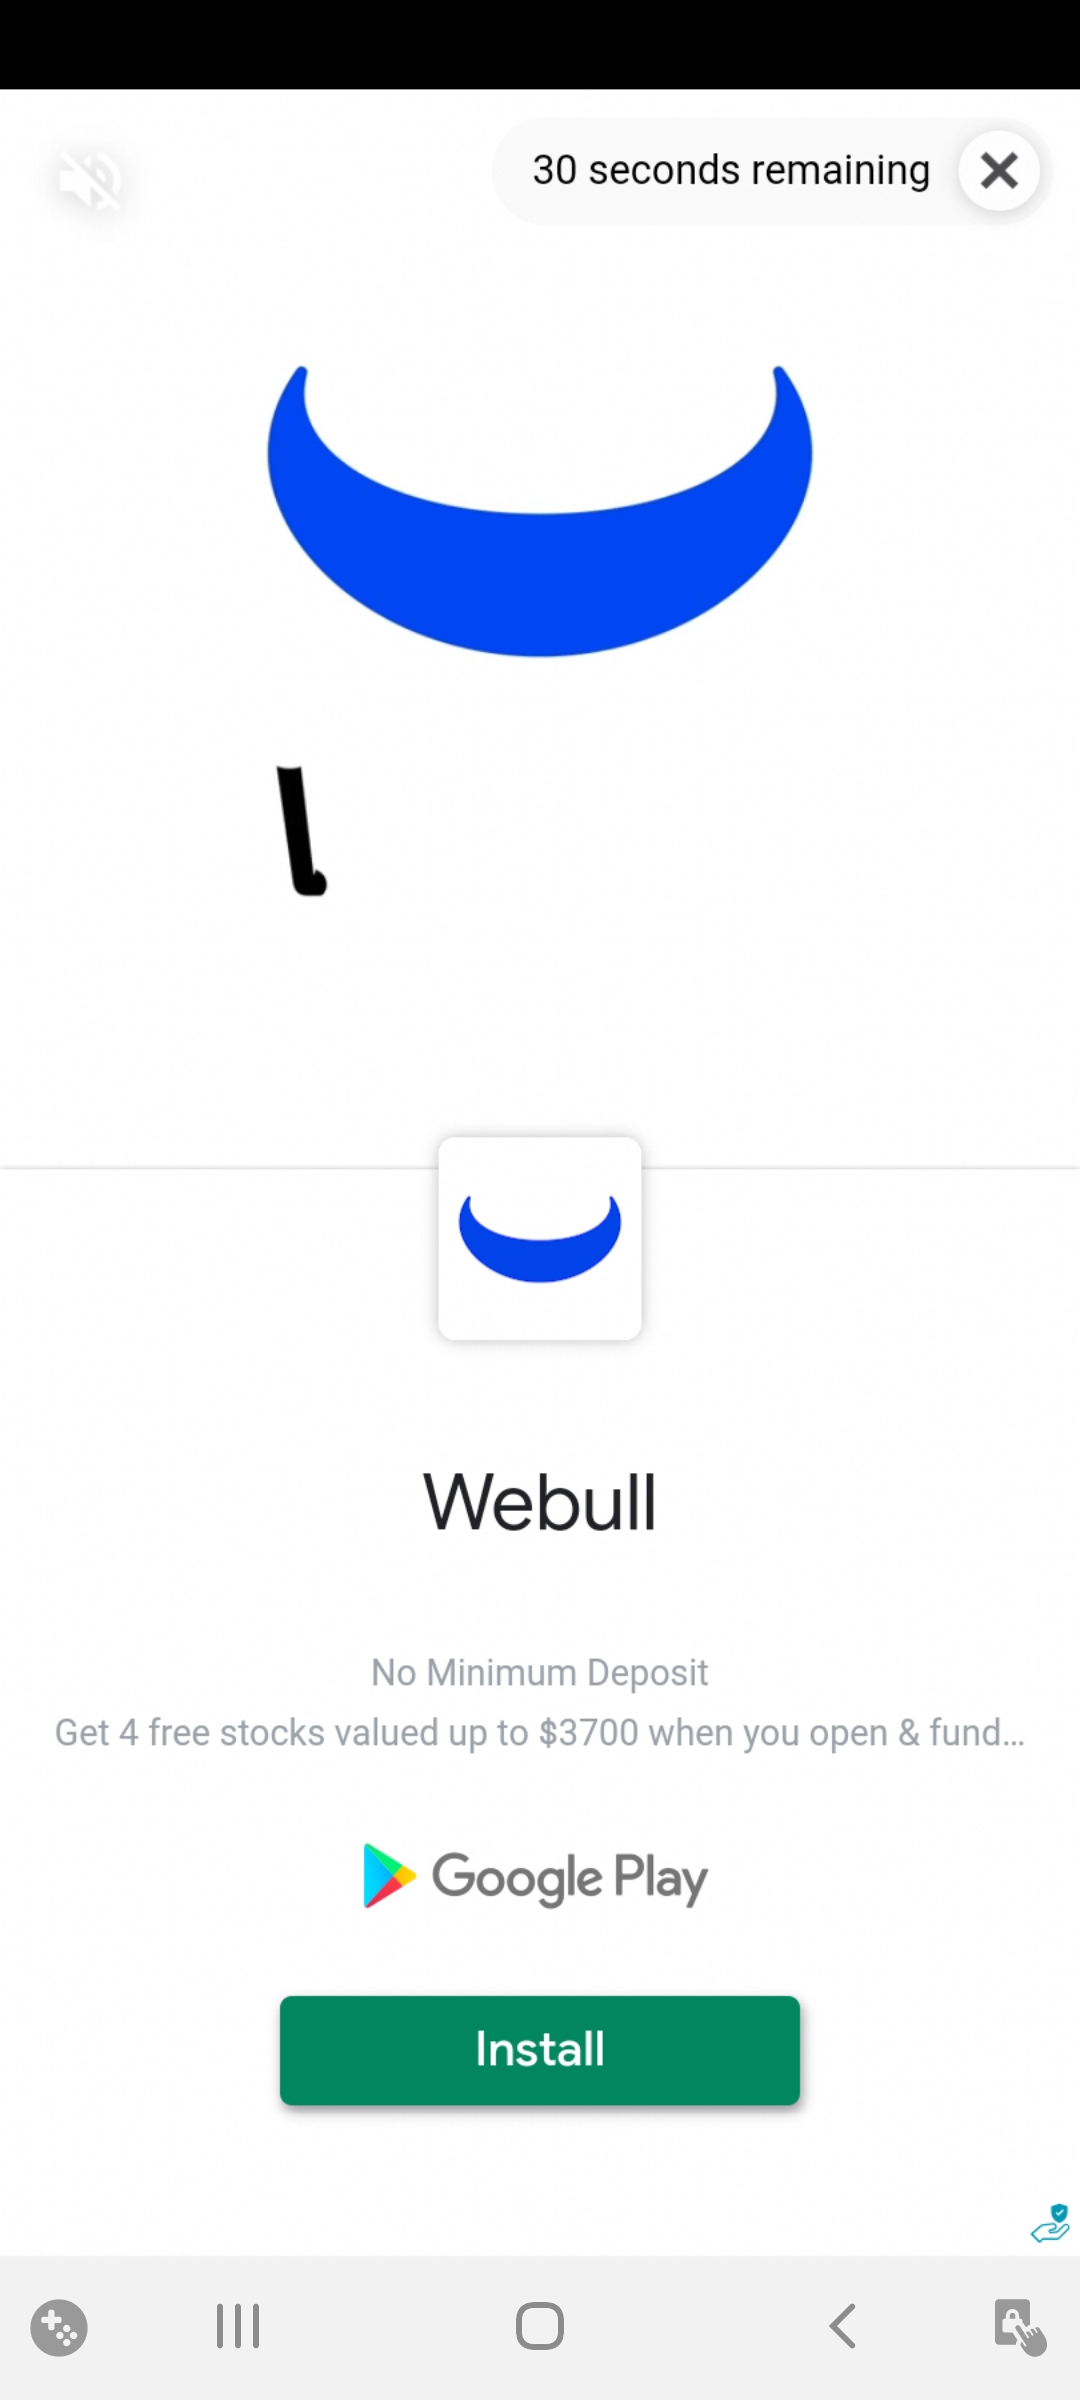 30 seconds remaining
Webull
No Minimum Deposit
Get 4 free stocks valued up to $3700 when you open & fund...
Google Play
Install